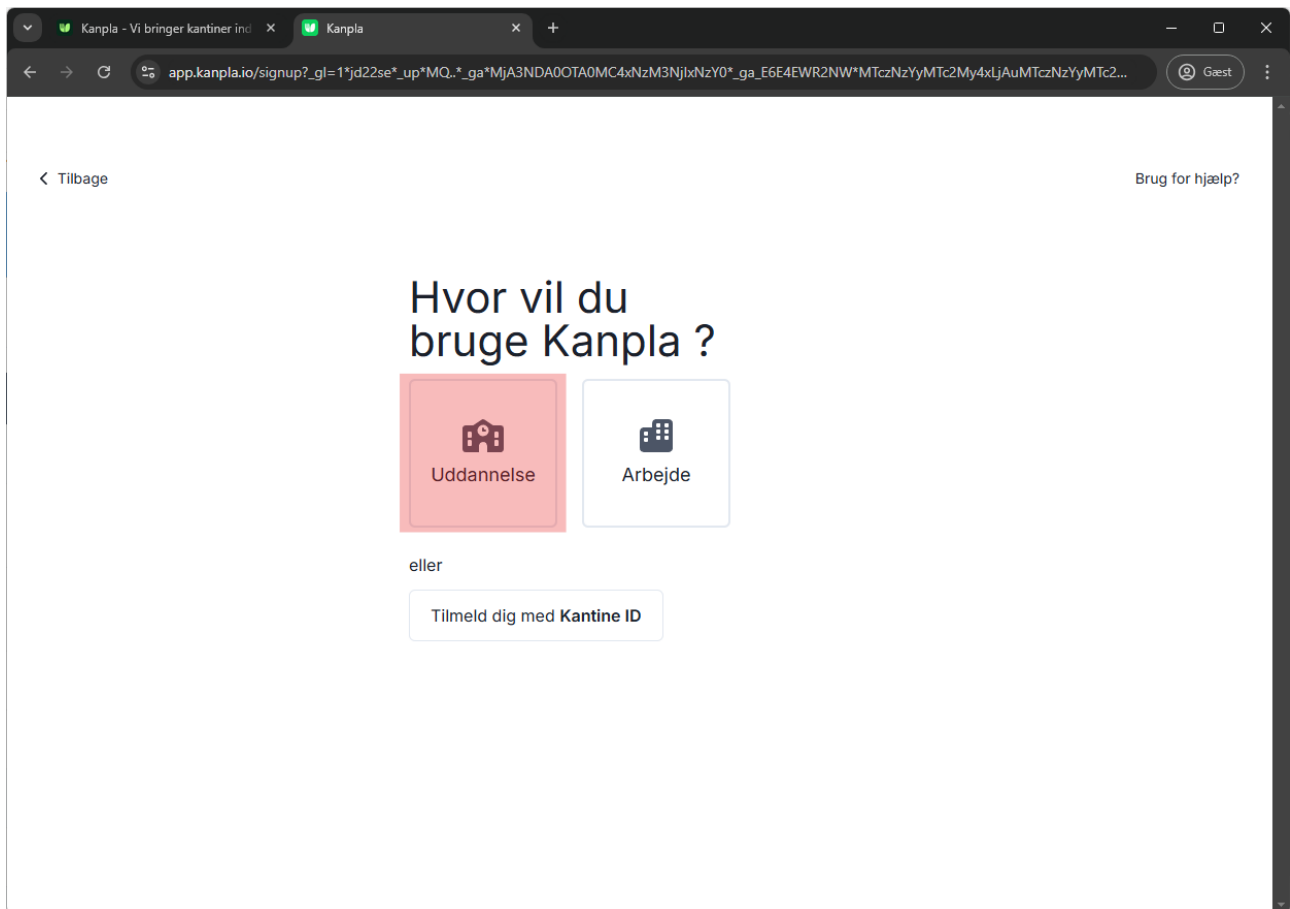 Kanpla - Vi bringer kantiner ind
Kanpla
app.kanpla.io/signup?_gl=1*jd22se*_up*MQ..*_ga*MjA3NDA0OTA0MC4xNzM3NjIxNzY0*_ga_E6E4EWR2NW*MTczNzYyMTc2My4xLjAuMTczNzYyMTc2...
Gæst
Tilbage
Brug for hjælp?
Hvor vil du
bruge Kanpla ?
Uddannelse
Arbejde
eller
Tilmeld dig med Kantine ID